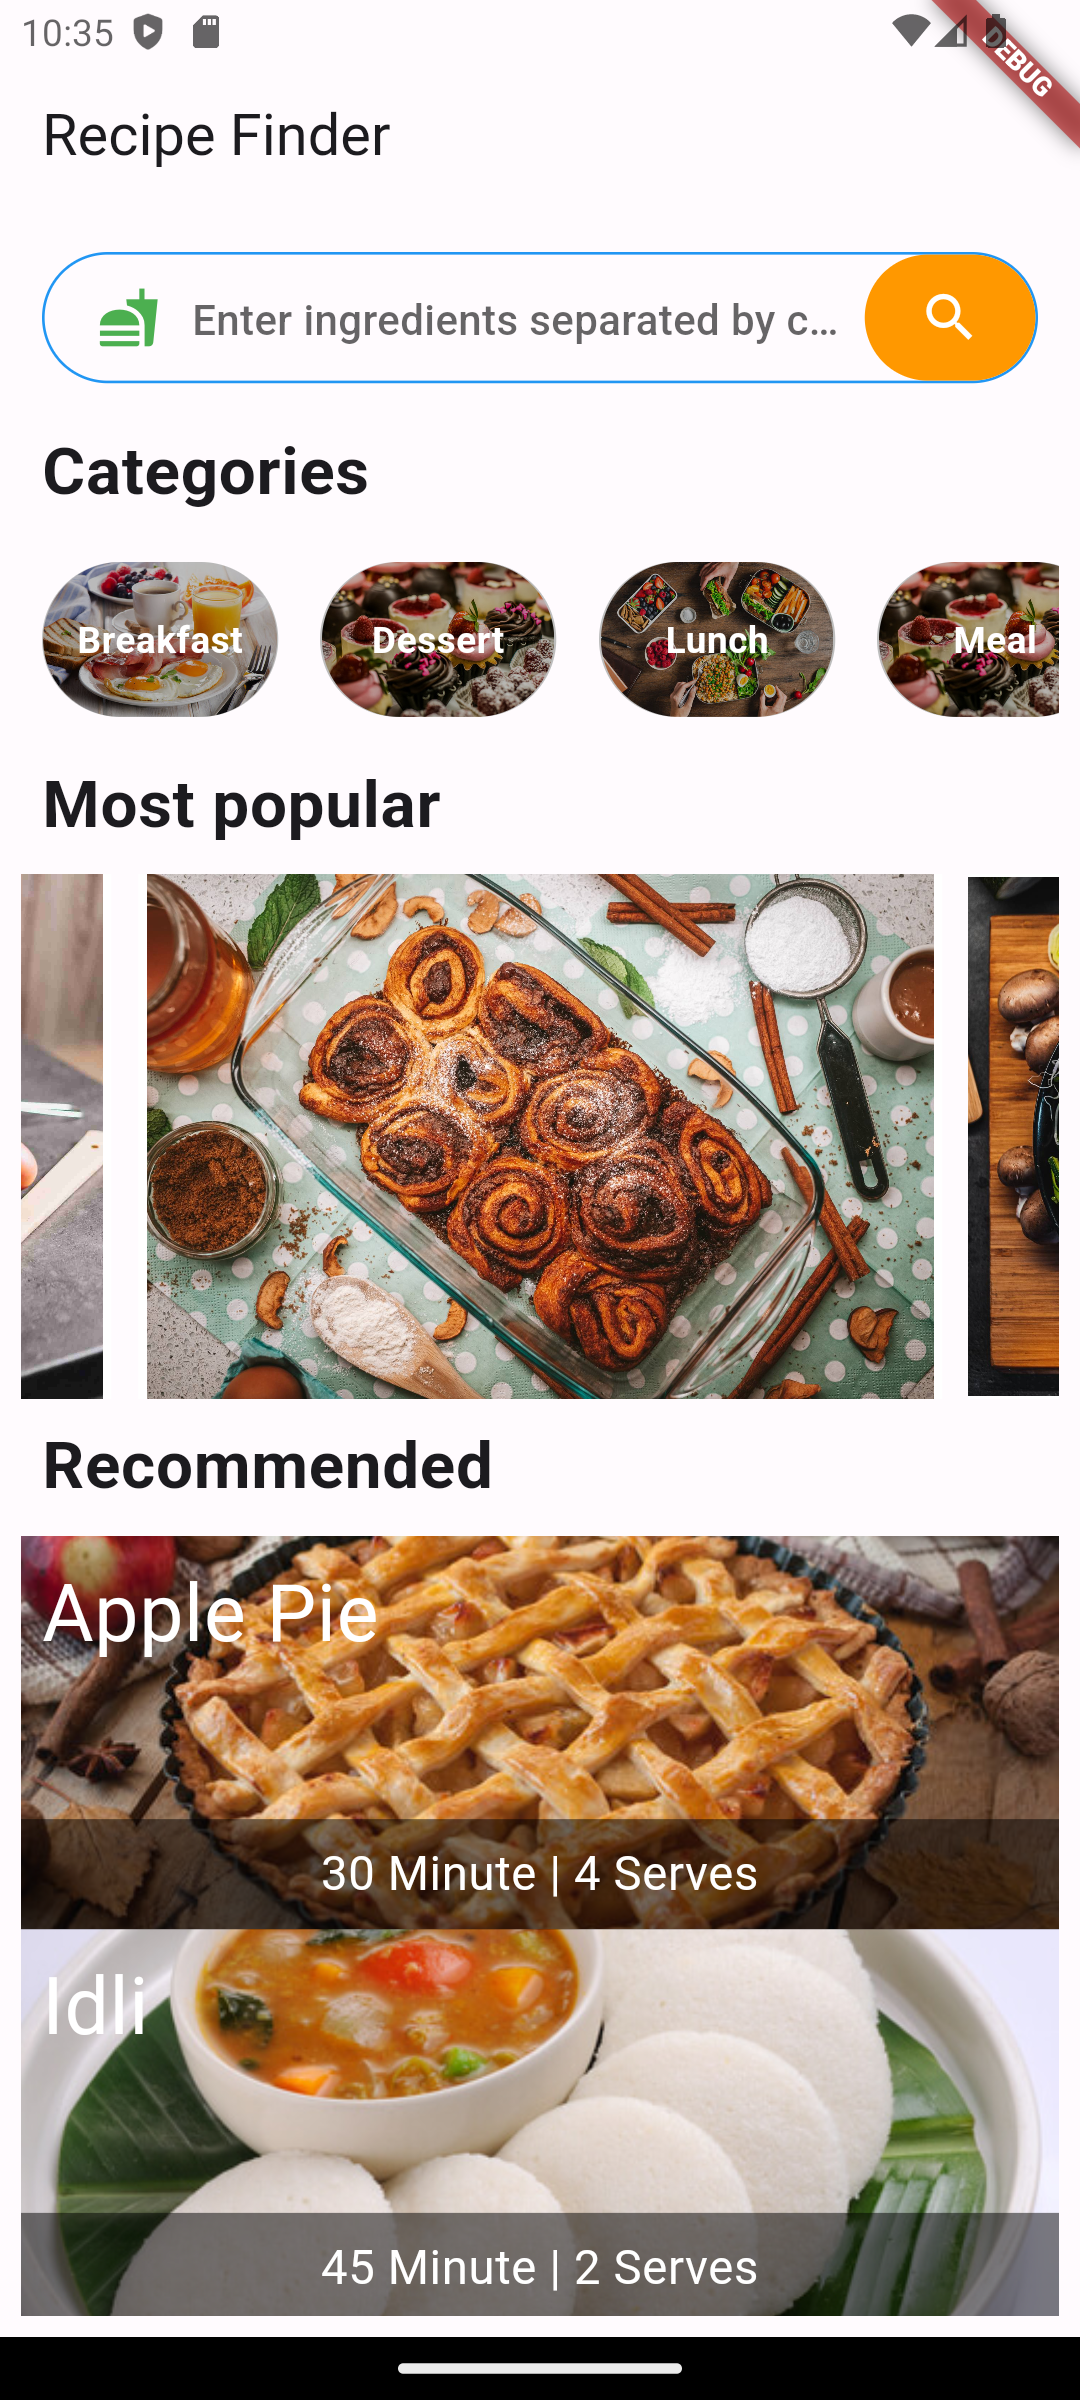 10:35
DEBUG
Recipe Finder
Enter ingredients separated by c...
Categories
Breakfast
Dessert
Lunch
Meal
Most popular
Recommended
Apple Pie
30 Minute | 4 Serves
Idli
45 Minute | 2 Serves